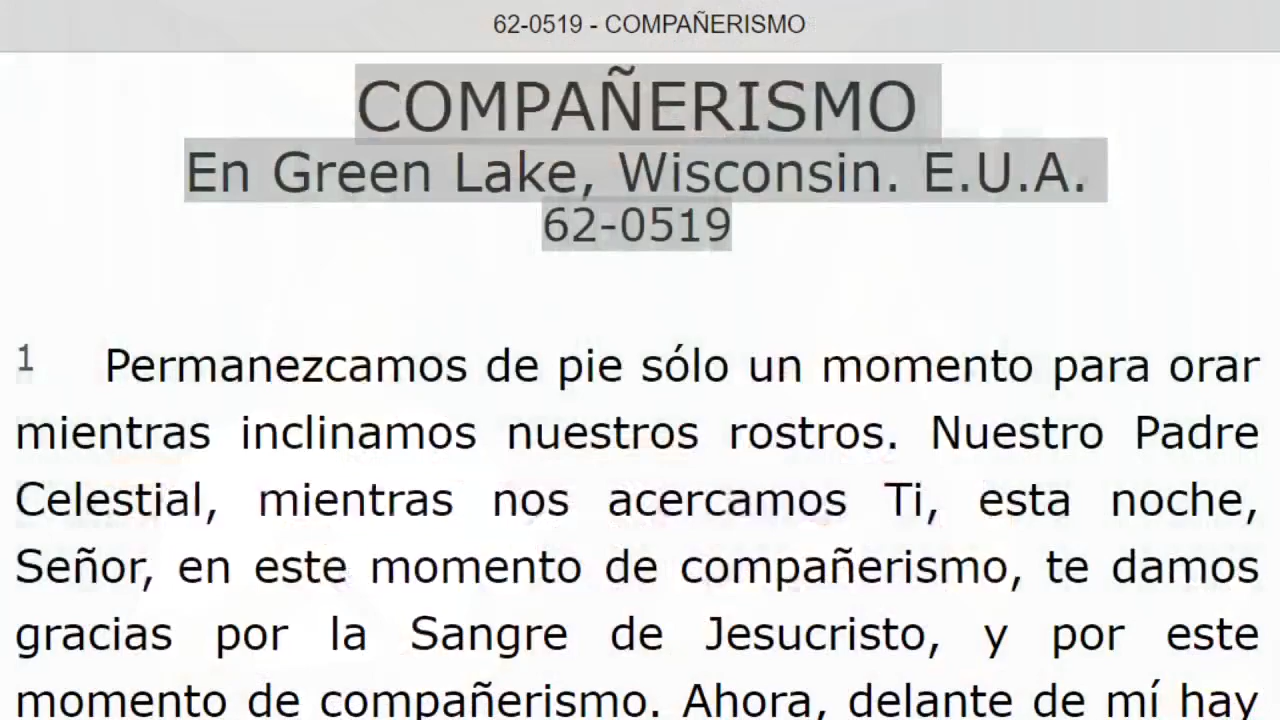 62-0519 - COMPAÑERISMO
COMPAÑERISMO
En Green Lake, Wisconsin. E.U.A.
62-0519
1 Permanezcamos de pie sólo un momento para orar
mientras inclinamos nuestros rostros. Nuestro Padre
Celestial, mientras nos acercamos Ti, esta noche,
Señor, en este momento de compañerismo, te damos
gracias por la Sangre de Jesucristo, y por este
momento de compañerismo. Ahora, delante de mí hay